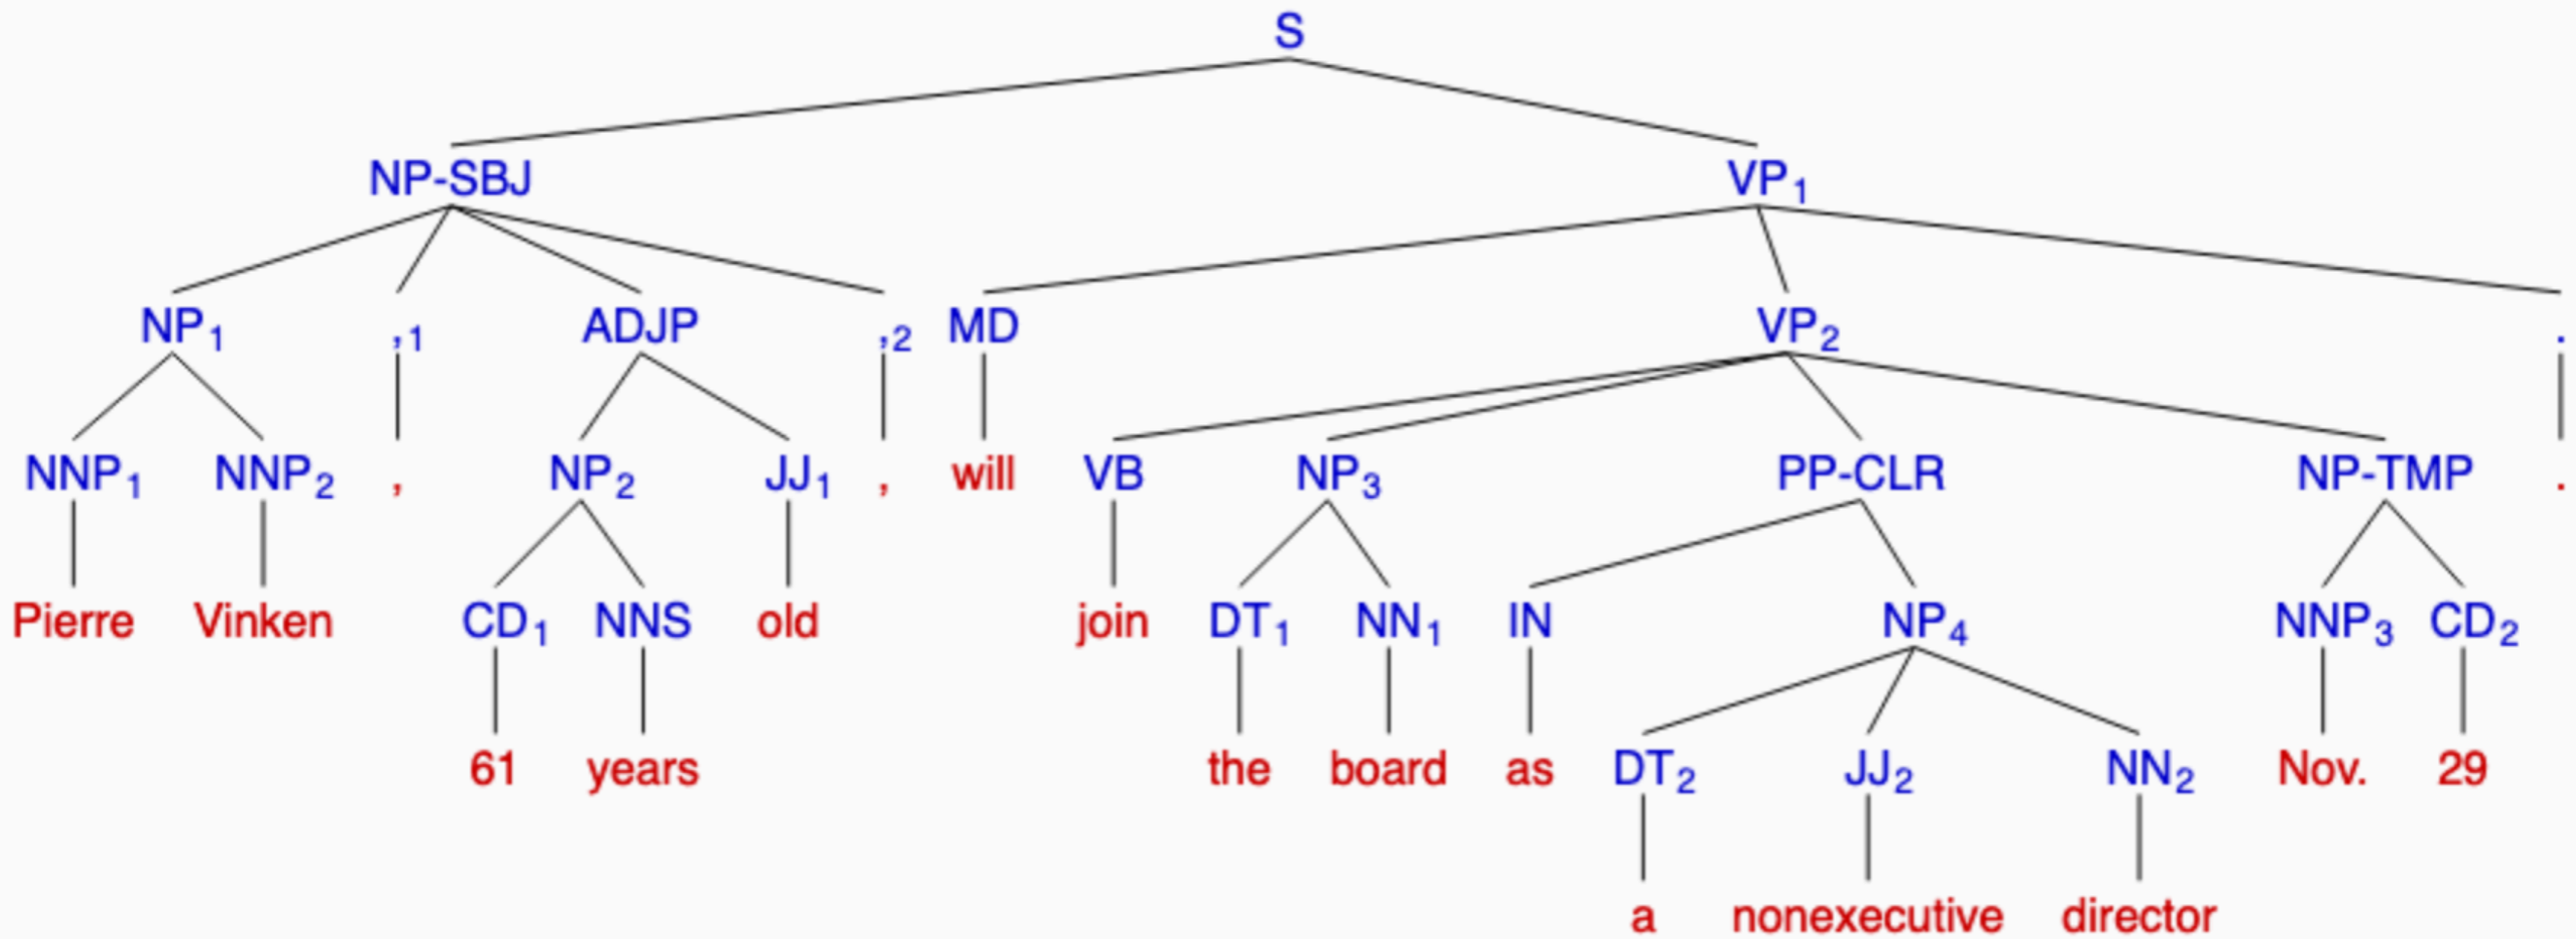 S
NP-SBJ VP₁
NP₁ ,₁ ADJP ,₂ MD VP₂ .
NNP₁ NNP₂ , NP₂ JJ₁ , will VB NP₃ PP-CLR NP-TMP .
Pierre Vinken CD₁ NNS old join DT₁ NN₁ IN NP₄ NNP₃ CD₂
61 years the board as DT₂ JJ₂ NN₂ Nov. 29
a nonexecutive director